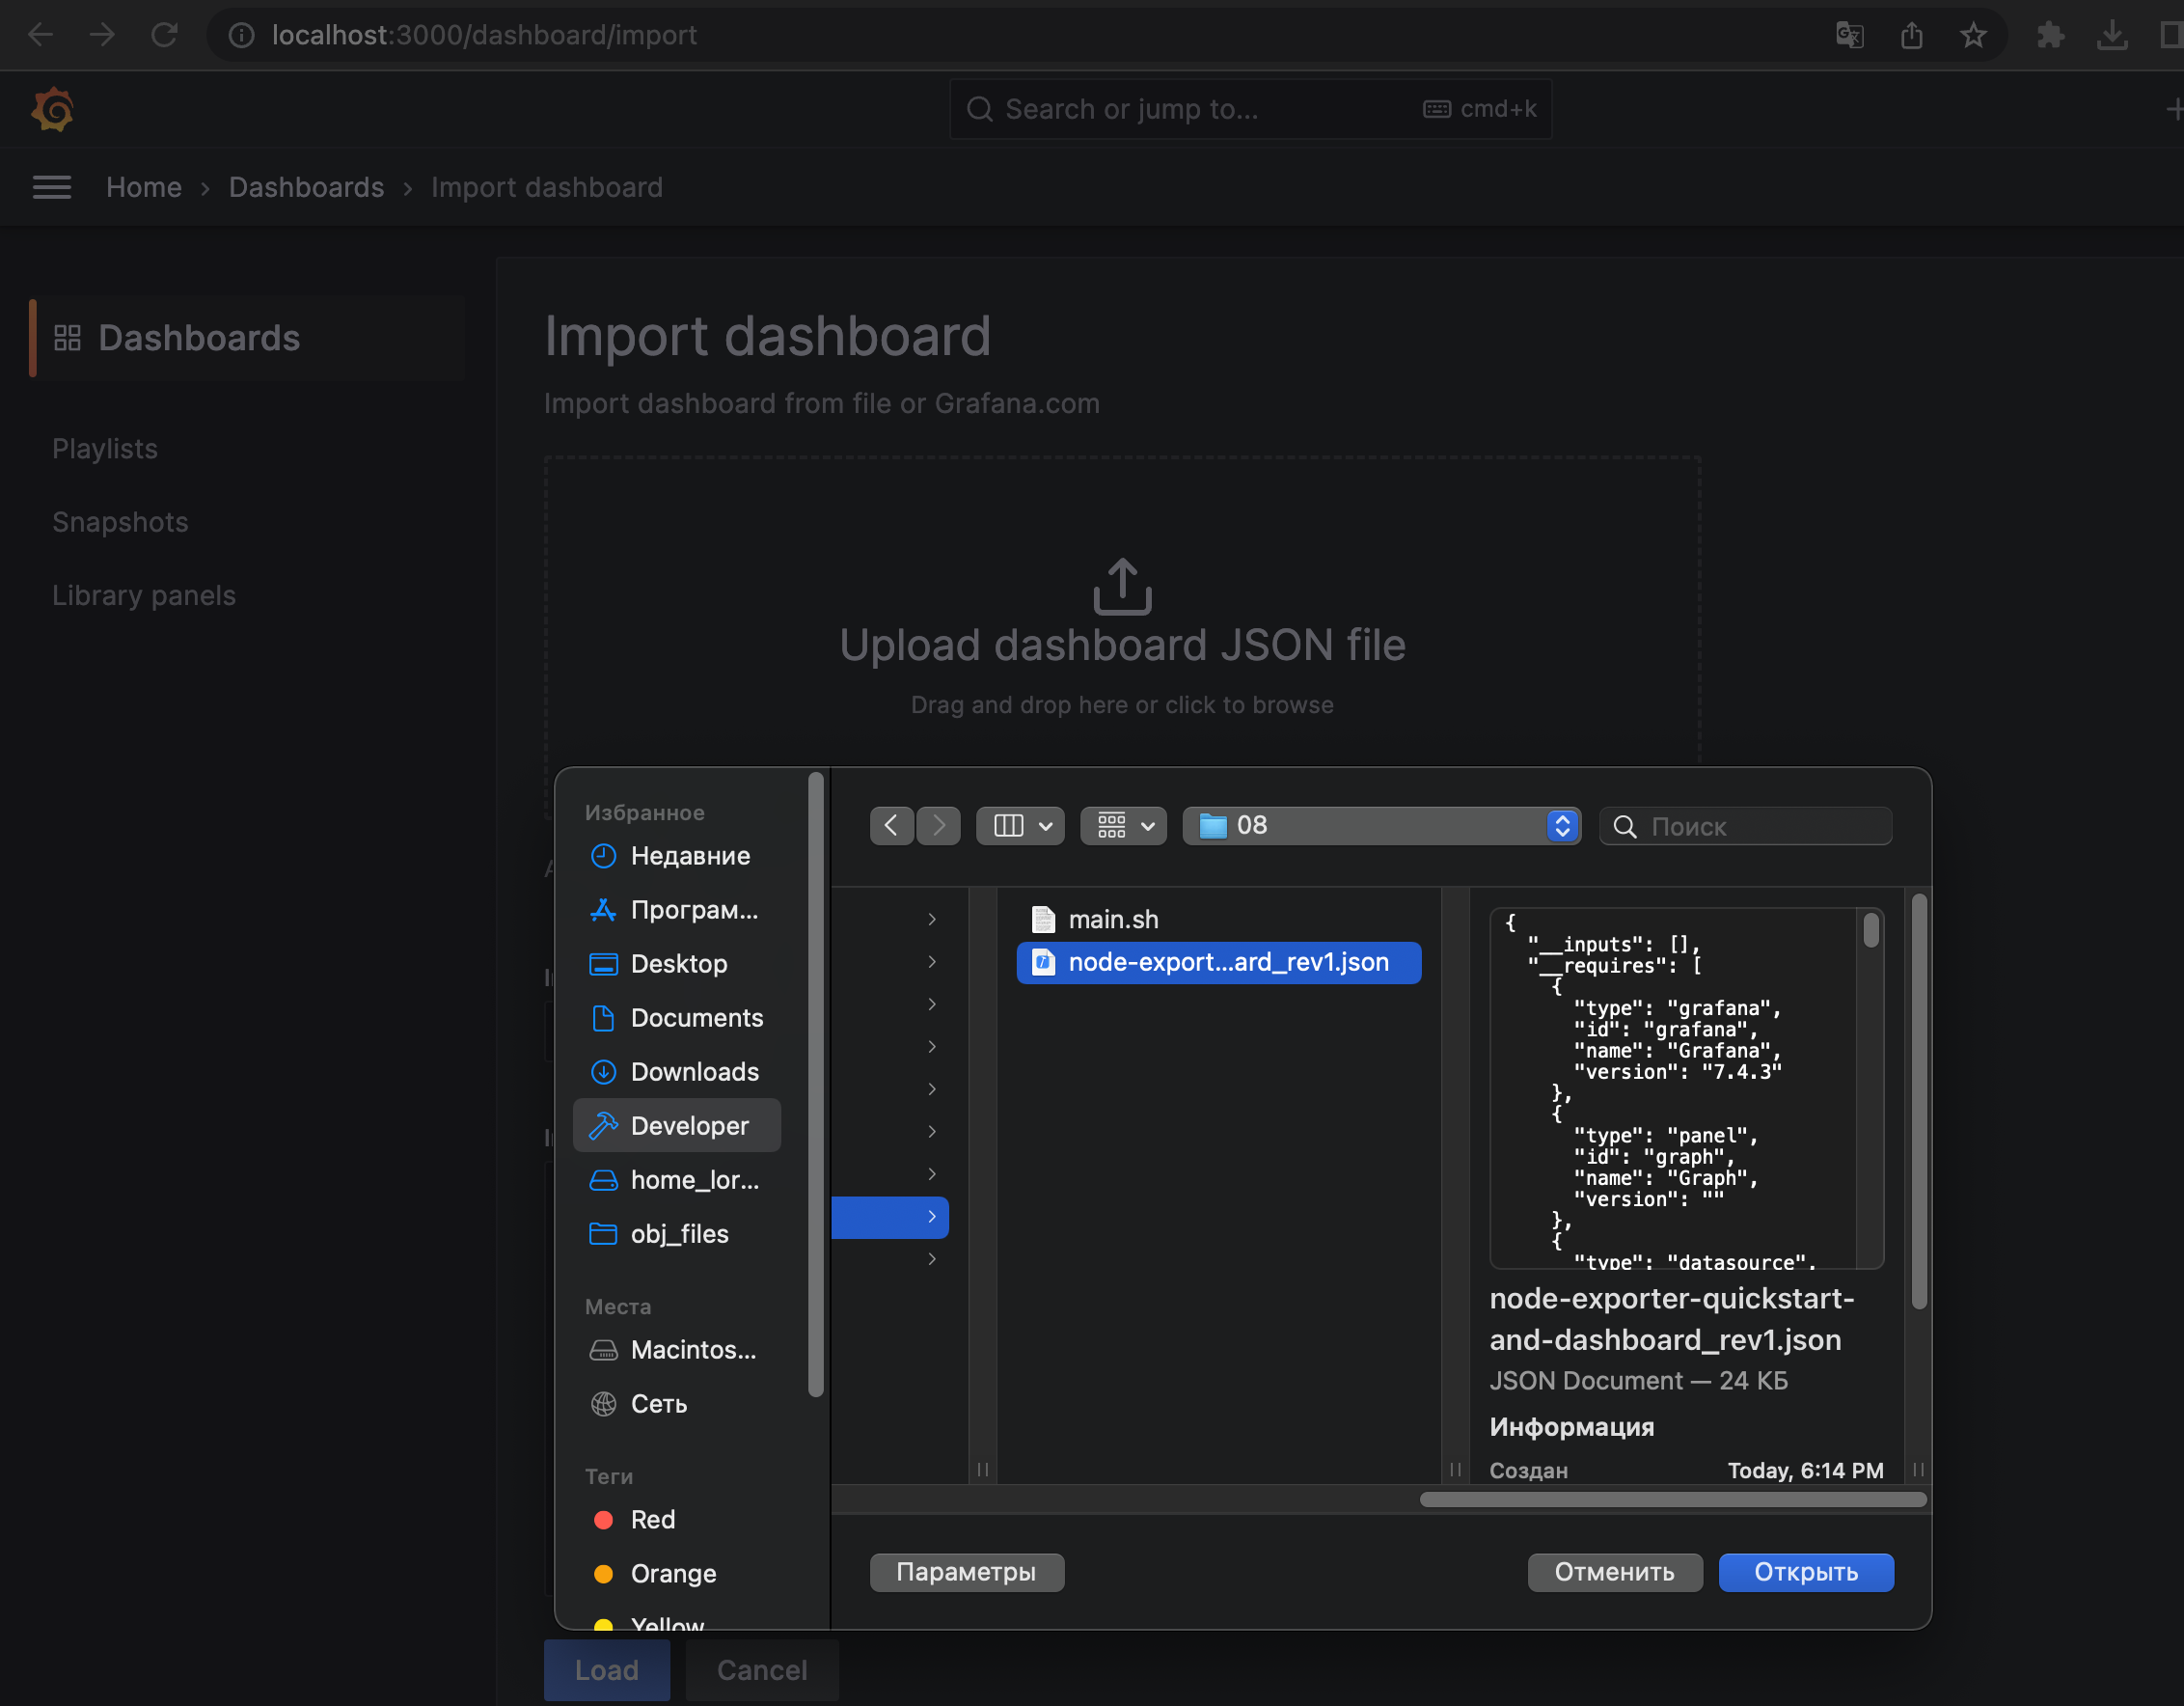 localhost:3000/dashboard/import
Search or jump to...
cmd+k
Home › Dashboards › Import dashboard
Dashboards
Playlists
Snapshots
Library panels
Import dashboard
Import dashboard from file or Grafana.com
Upload dashboard JSON file
Drag and drop here or click to browse
Избранное
Недавние
Програм...
Desktop
Documents
Downloads
Developer
home_lor...
obj_files
Места
Macintos...
Сеть
Теги
Red
Orange
Yellow
08
Поиск
main.sh
node-export...ard_rev1.json
{
"__inputs": [],
"__requires": [
{
"type": "grafana",
"id": "grafana",
"name": "Grafana",
"version": "7.4.3"
},
{
"type": "panel",
"id": "graph",
"name": "Graph",
"version": ""
},
{
"type": "datasource",
node-exporter-quickstart-
and-dashboard_rev1.json
JSON Document — 24 КБ
Информация
Создан
Today, 6:14 PM
Параметры
Отменить
Открыть
Load
Cancel